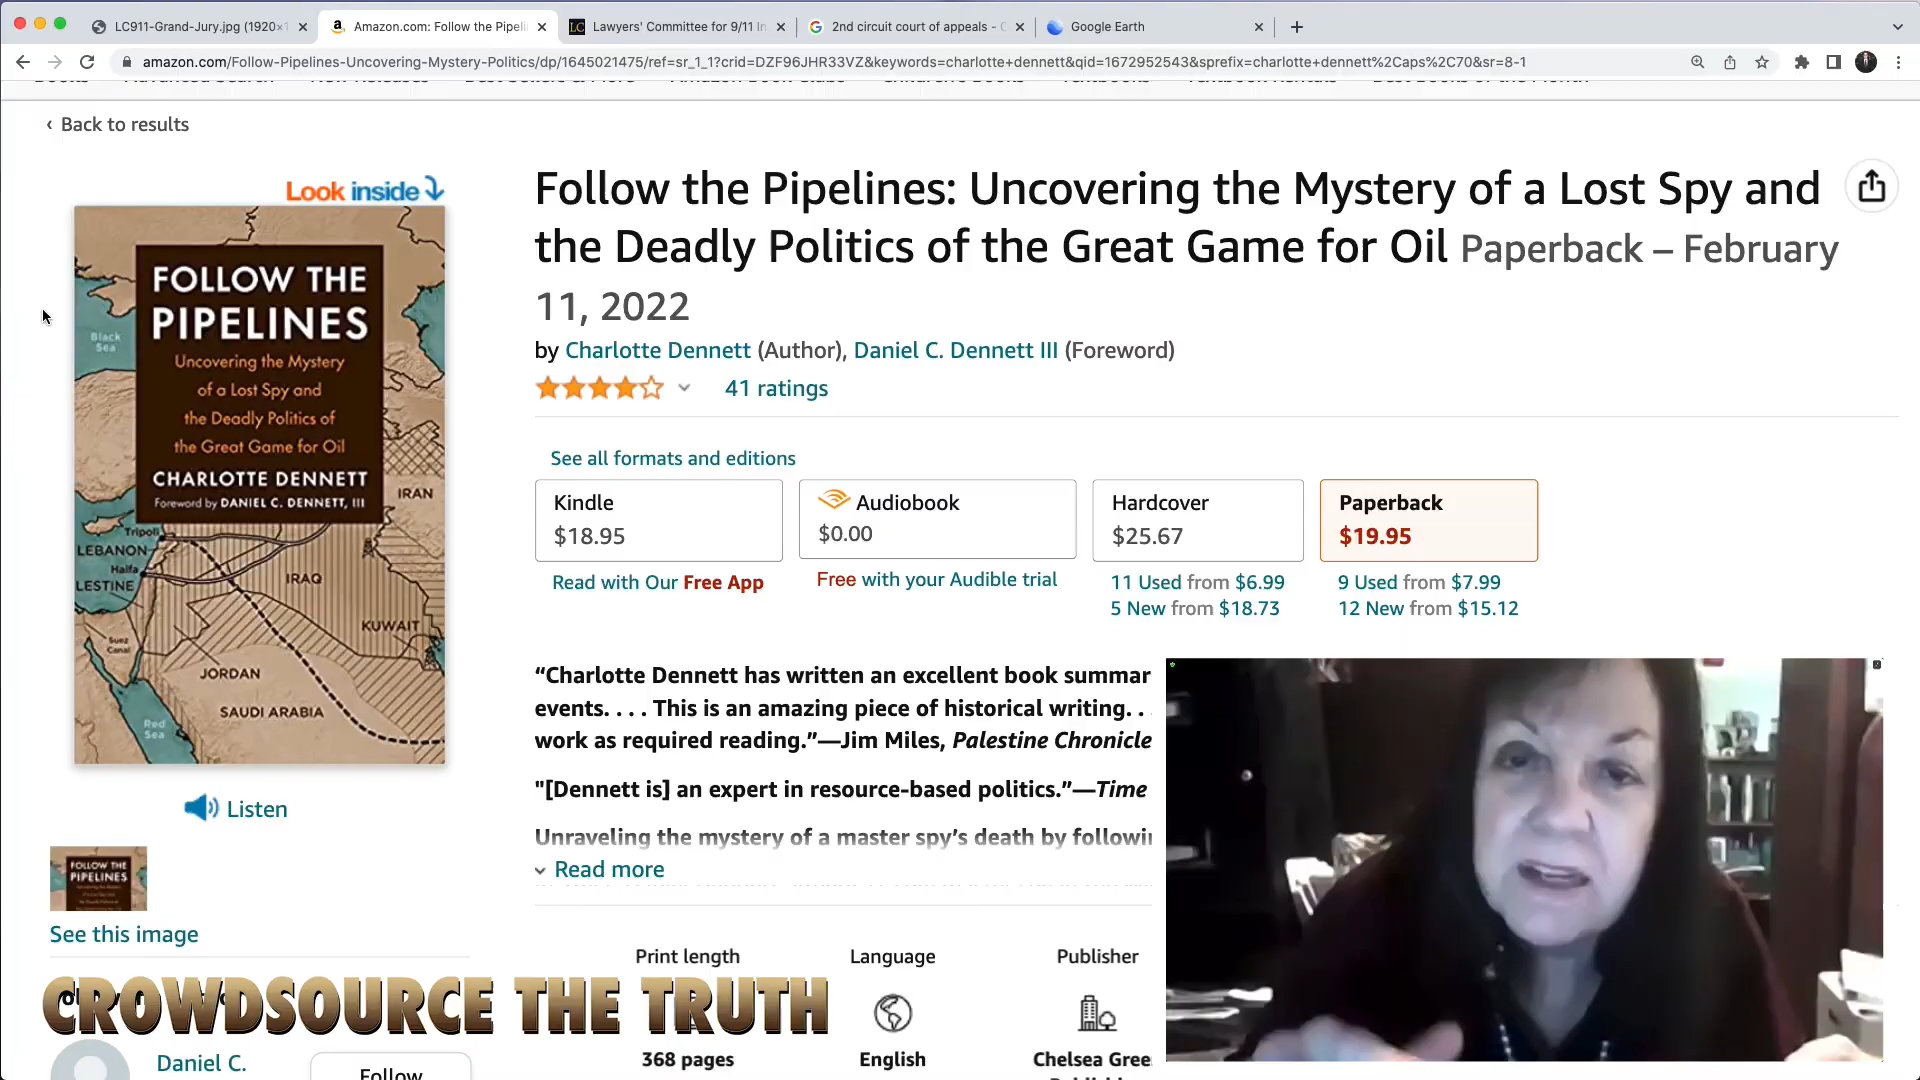 LC911-Grand-Jury.jpg (1920×1
Amazon.com: Follow the Pipelin
LC
Lawyers' Committee for 9/11 In
2nd circuit court of appeals - G
Google Earth
amazon.com/Follow-Pipelines-Uncovering-Mystery-Politics/dp/1645021475/ref=sr_1_1?crid=DZF96JHR33VZ&keywords=charlotte+dennett&qid=1672952543&sprefix=charlotte+dennett%2Caps%2C70&sr=8-1
‹ Back to results
Look inside
FOLLOW THE
PIPELINES
Uncovering the Mystery
of a Lost Spy and
the Deadly Politics of
the Great Game for Oil
CHARLOTTE DENNETT
Foreword by DANIEL C. DENNETT, III
Black
Sea
IRAN
Tripoli
LEBANON
Haifa
LESTINE
IRAQ
Suez
Canal
KUWAIT
JORDAN
SAUDI ARABIA
Red
Sea
Listen
FOLLOW THE
PIPELINES
See this image
Follow the Pipelines: Uncovering the Mystery of a Lost Spy and
the Deadly Politics of the Great Game for Oil Paperback – February
11, 2022
by Charlotte Dennett (Author), Daniel C. Dennett III (Foreword)
41 ratings
See all formats and editions
Kindle
$18.95
Read with Our Free App
Audiobook
$0.00
Free with your Audible trial
Hardcover
$25.67
11 Used from $6.99
5 New from $18.73
Paperback
$19.95
9 Used from $7.99
12 New from $15.12
“Charlotte Dennett has written an excellent book summar
events. . . . This is an amazing piece of historical writing. . .
work as required reading.”—Jim Miles, Palestine Chronicle
"[Dennett is] an expert in resource-based politics.”—Time
Unraveling the mystery of a master spy’s death by followin
Read more
Print length
368 pages
Language
English
Publisher
Chelsea Gree
CROWDSOURCE THE TRUTH
Daniel C.
Follow